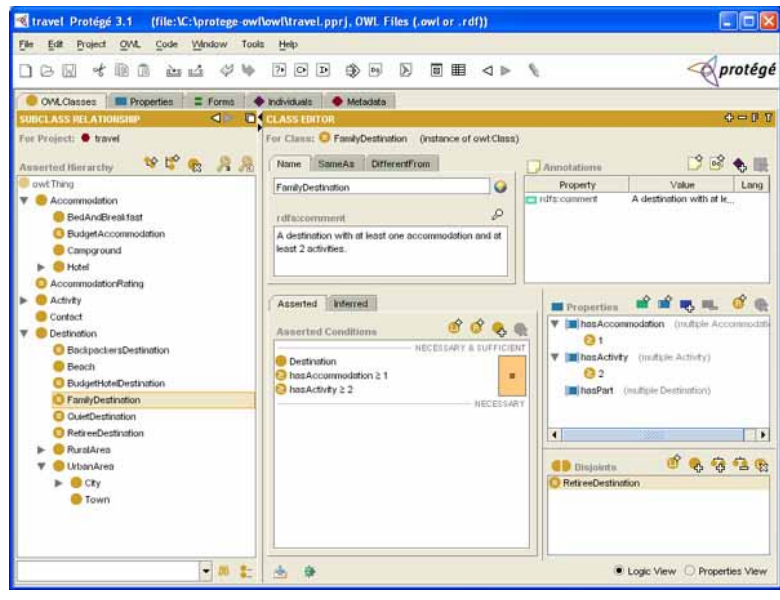 travel Protégé 3.1 (file:\C:\protege-owl\owl\travel.pprj, OWL Files (.owl or .rdf))
File Edit Project OWL Code Window Tools Help
protégé
OWLClasses Properties Forms Individuals Metadata
SUBCLASS RELATIONSHIP
For Project: travel
Asserted Hierarchy
owl:Thing
Accommodation
BedAndBreakfast
BudgetAccommodation
Campground
Hotel
AccommodationRating
Activity
Contact
Destination
BackpackersDestination
Beach
BudgetHotelDestination
FamilyDestination
QuietDestination
RetireeDestination
RuralArea
UrbanArea
City
Town
CLASS EDITOR
For Class: FamilyDestination (instance of owl:Class)
Name SameAs DifferentFrom
FamilyDestination
rdfs:comment
A destination with at least one accommodation and at
least 2 activities.
Annotations
Property Value Lang
rdfs:comment A destination with at le...
Asserted Inferred
Asserted Conditions
NECESSARY & SUFFICIENT
Destination
hasAccommodation ≥ 1
hasActivity ≥ 2
NECESSARY
Properties
hasAccommodation (multiple Accommodati
1
hasActivity (multiple Activity)
2
hasPart (multiple Destination)
Disjoints
RetireeDestination
Logic View Properties View